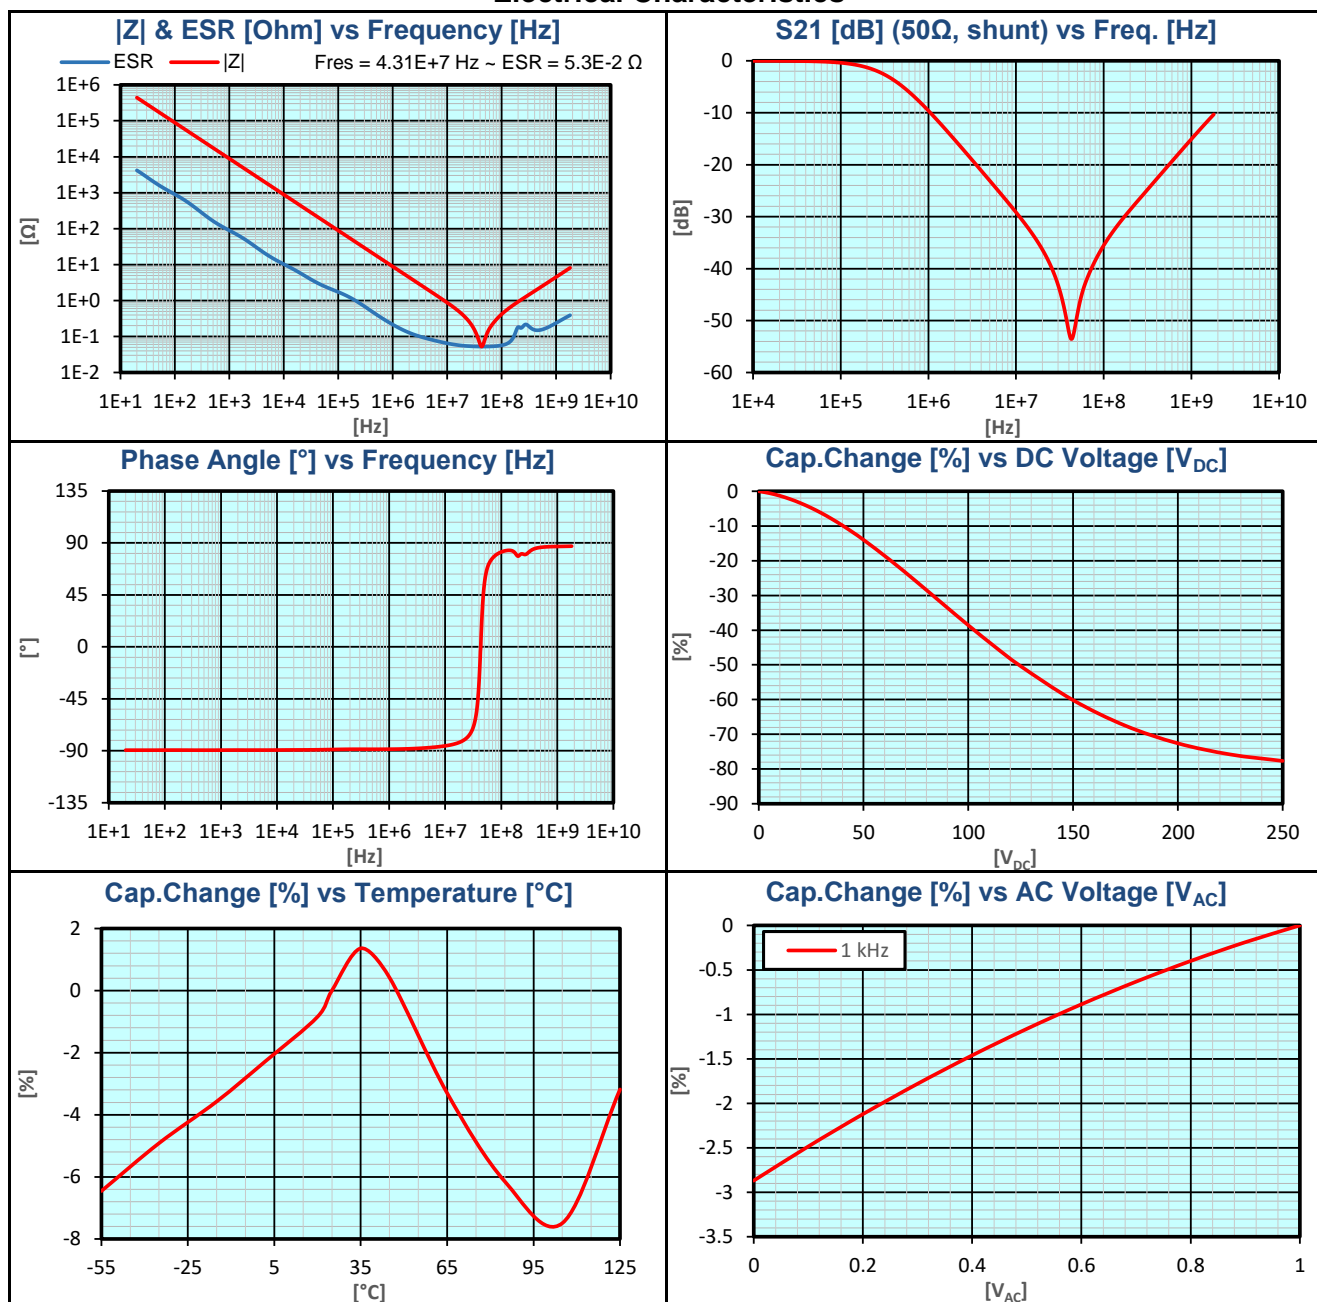 |Z| & ESR [Ohm] vs Frequency [Hz]
ESR |Z| Fres = 4.31E+7 Hz ~ ESR = 5.3E-2 Ω
1E+6
1E+5
1E+4
1E+3
1E+2
1E+1
1E+0
1E-1
1E-2
[Ω]
1E+1 1E+2 1E+3 1E+4 1E+5 1E+6 1E+7 1E+8 1E+9 1E+10
[Hz]
S21 [dB] (50Ω, shunt) vs Freq. [Hz]
0
-10
-20
-30
-40
-50
-60
[dB]
1E+4 1E+5 1E+6 1E+7 1E+8 1E+9 1E+10
[Hz]
Phase Angle [°] vs Frequency [Hz]
135
90
45
0
-45
-90
-135
[°]
1E+1 1E+2 1E+3 1E+4 1E+5 1E+6 1E+7 1E+8 1E+9 1E+10
[Hz]
Cap.Change [%] vs DC Voltage [VDC]
0
-10
-20
-30
-40
-50
-60
-70
-80
-90
[%]
0 50 100 150 200 250
[VDC]
Cap.Change [%] vs Temperature [°C]
2
0
-2
-4
-6
-8
[%]
-55 -25 5 35 65 95 125
[°C]
Cap.Change [%] vs AC Voltage [VAC]
1 kHz
0
-0.5
-1
-1.5
-2
-2.5
-3
-3.5
[%]
0 0.2 0.4 0.6 0.8 1
[VAC]